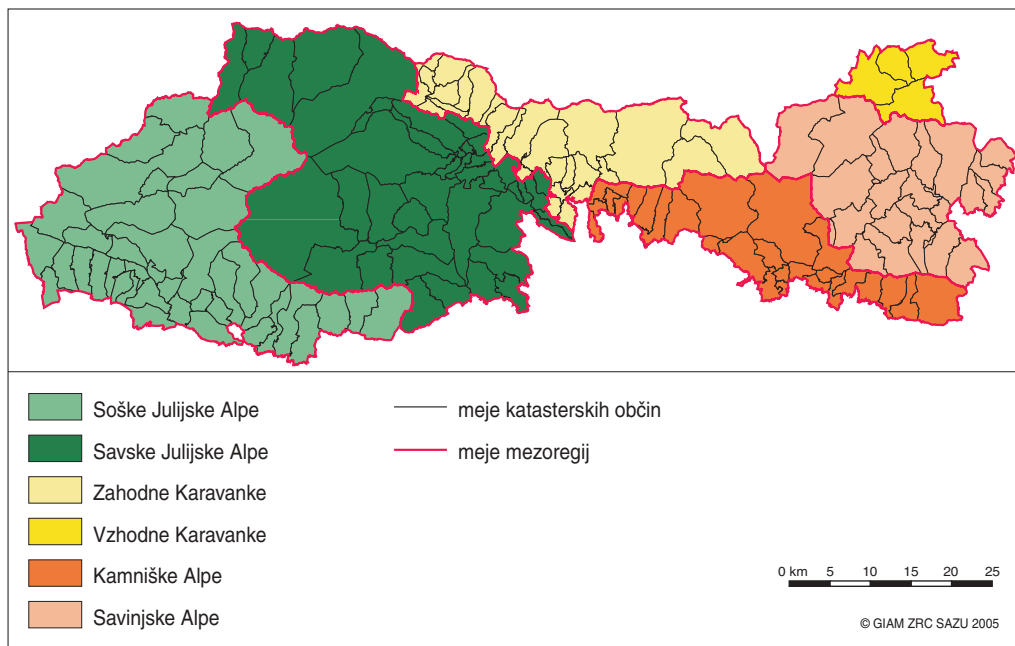 Soške Julijske Alpe
Savske Julijske Alpe
Zahodne Karavanke
Vzhodne Karavanke
Kamniške Alpe
Savinjske Alpe
meje katasterskih občin
meje mezoregij
0 km 5 10 15 20 25
© GIAM ZRC SAZU 2005